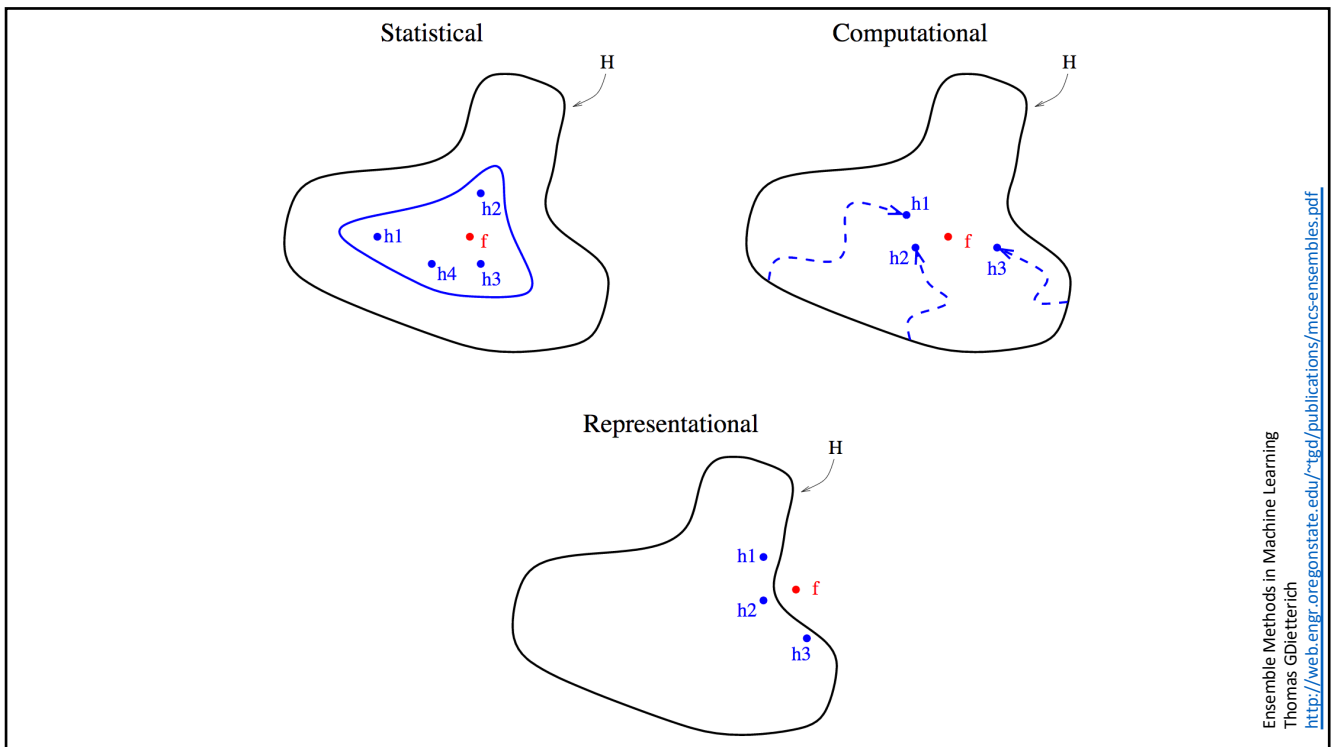 Statistical
H
h2
h1
f
h4
h3
Computational
H
h1
f
h2
h3
Representational
H
h1
f
h2
h3
Ensemble Methods in Machine Learning
Thomas GDietterich
http://web.engr.oregonstate.edu/~tgd/publications/mcs-ensembles.pdf